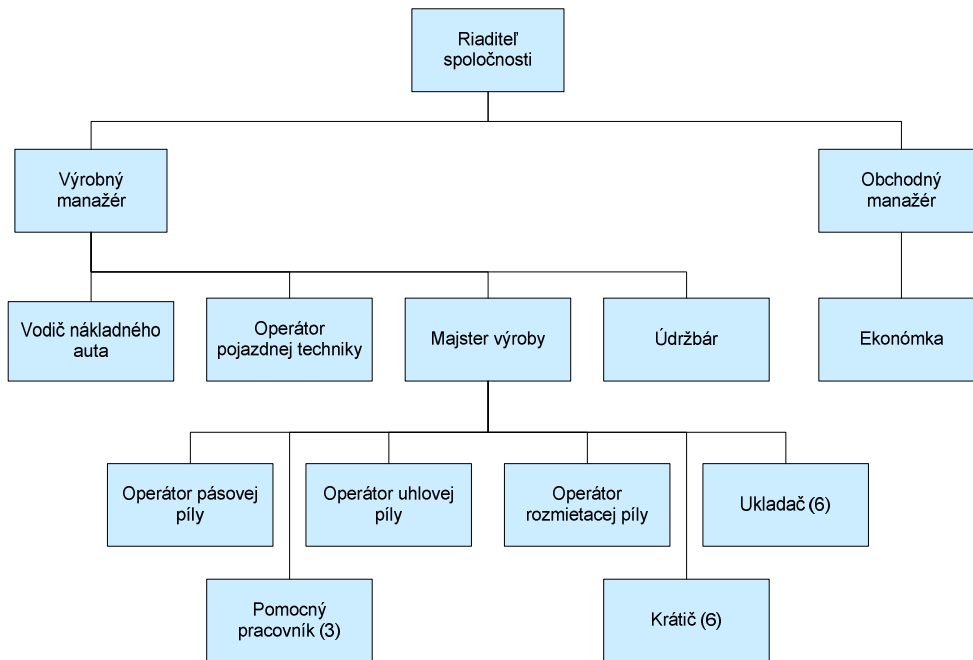 Riaditeľ
spoločnosti
Výrobný
manažér
Obchodný
manažér
Vodič nákladného
auta
Operátor
pojazdnej techniky
Majster výroby
Údržbár
Ekonómka
Operátor pásovej
píly
Operátor uhlovej
píly
Operátor
rozmietacej píly
Ukladač (6)
Pomocný
pracovník (3)
Krátič (6)